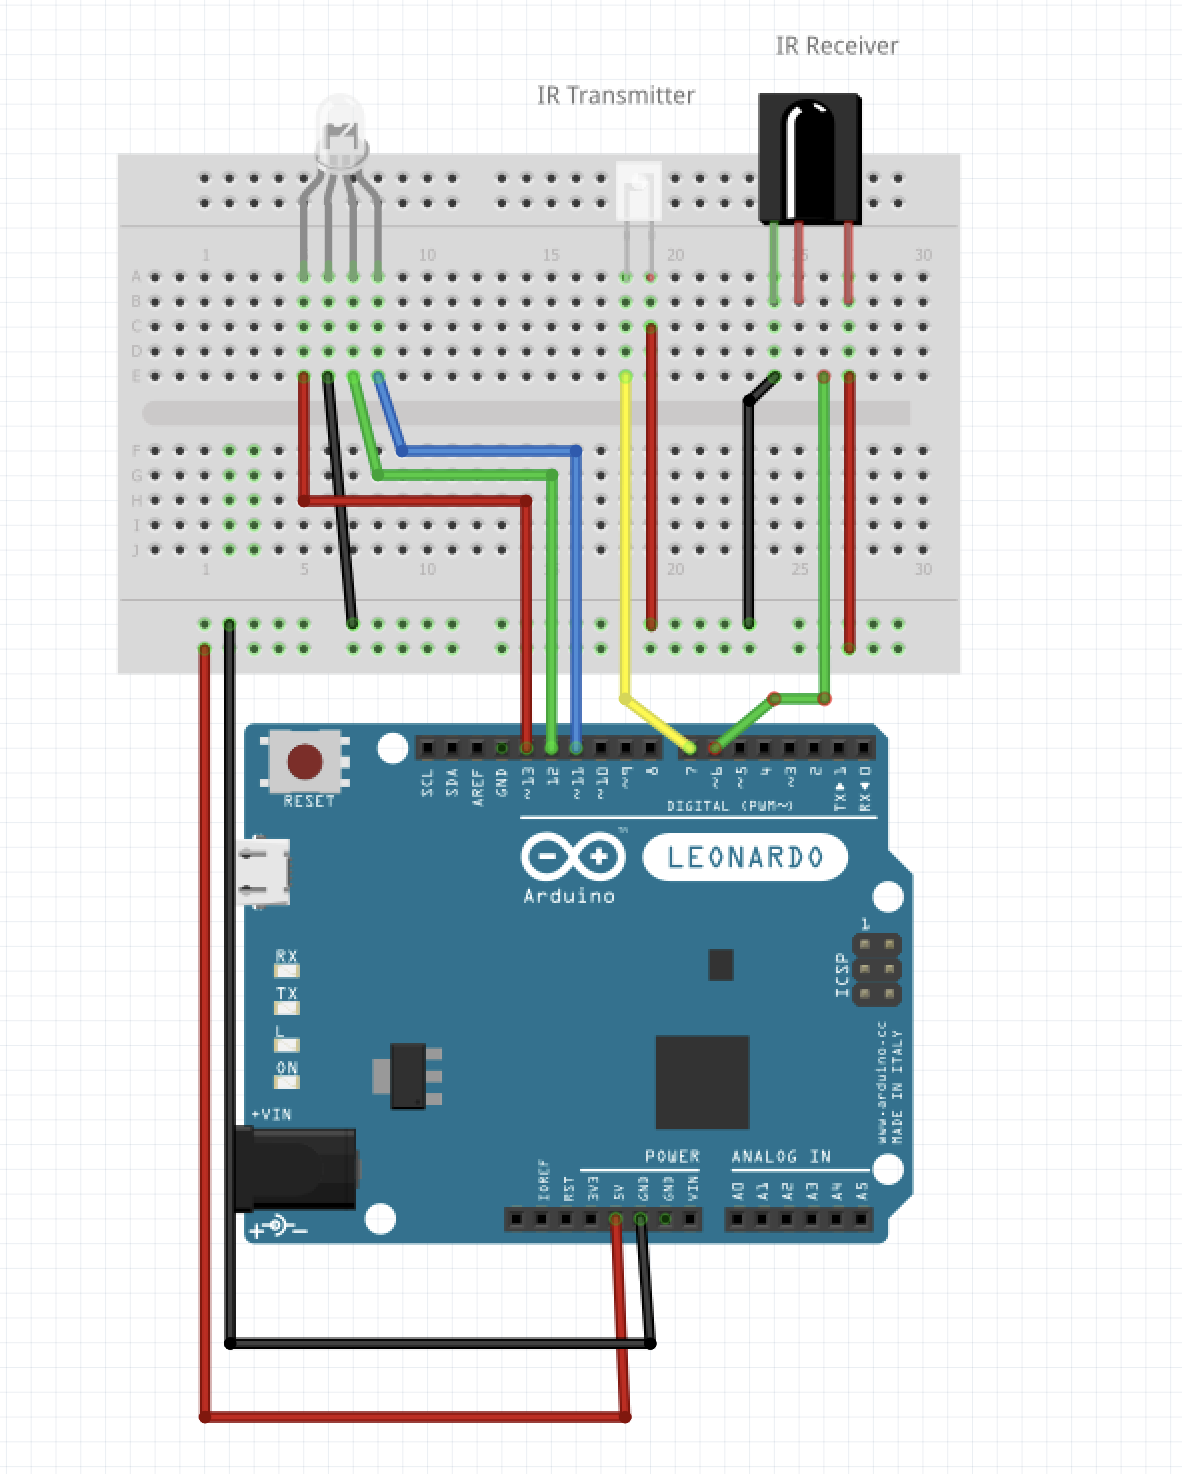 IR Receiver
IR Transmitter
1 10 15 20 25 30
A
B
C
D
E
F
G
H
I
J
1 5 10 15 20 25 30
RESET
SCL SDA AREF GND ~13 12 ~11 ~10 ~9 8 7 ~6 ~5 4 ~3 2 TX▶1 RX◀0
DIGITAL (PWM~)
Arduino™
LEONARDO
1
ICSP
RX
TX
L
ON
www.arduino.cc
MADE IN ITALY
+VIN
POWER
ANALOG IN
IOREF RST 3V3 5V GND GND VIN A0 A1 A2 A3 A4 A5
+ −